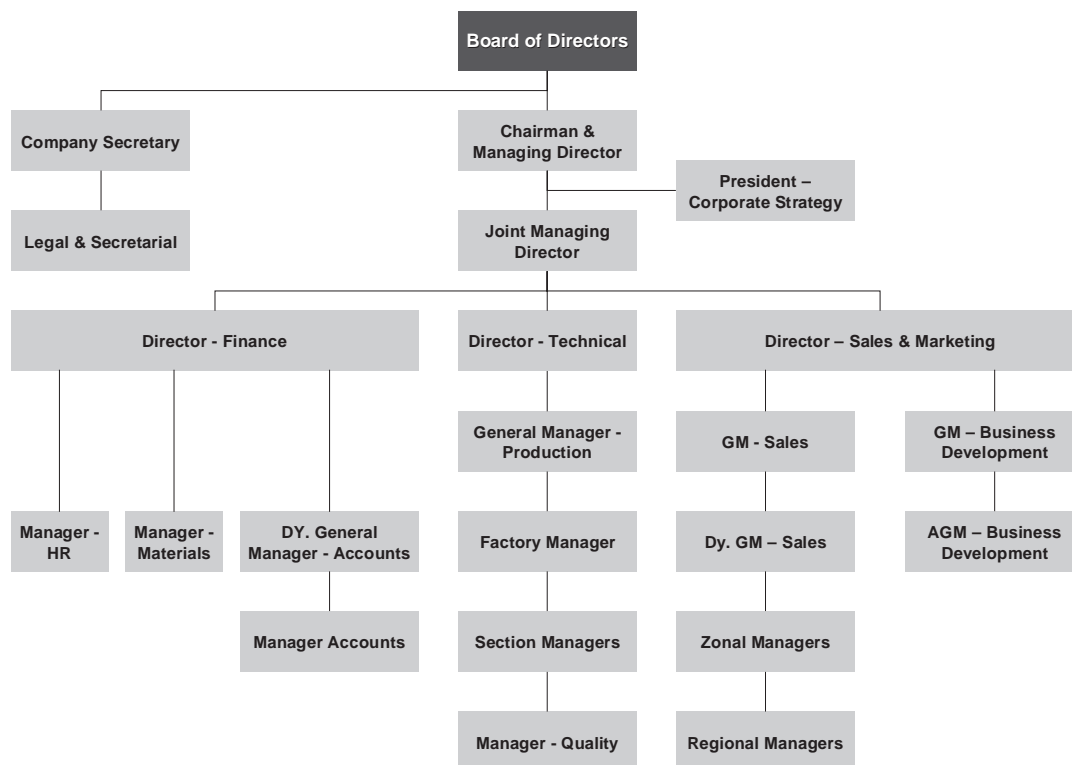 Board of Directors
Company Secretary
Chairman &
Managing Director
President –
Corporate Strategy
Legal & Secretarial
Joint Managing
Director
Director - Finance
Director - Technical
Director – Sales & Marketing
General Manager -
Production
GM - Sales
GM – Business
Development
Manager -
HR
Manager -
Materials
DY. General
Manager - Accounts
Factory Manager
Dy. GM – Sales
AGM – Business
Development
Manager Accounts
Section Managers
Zonal Managers
Manager - Quality
Regional Managers